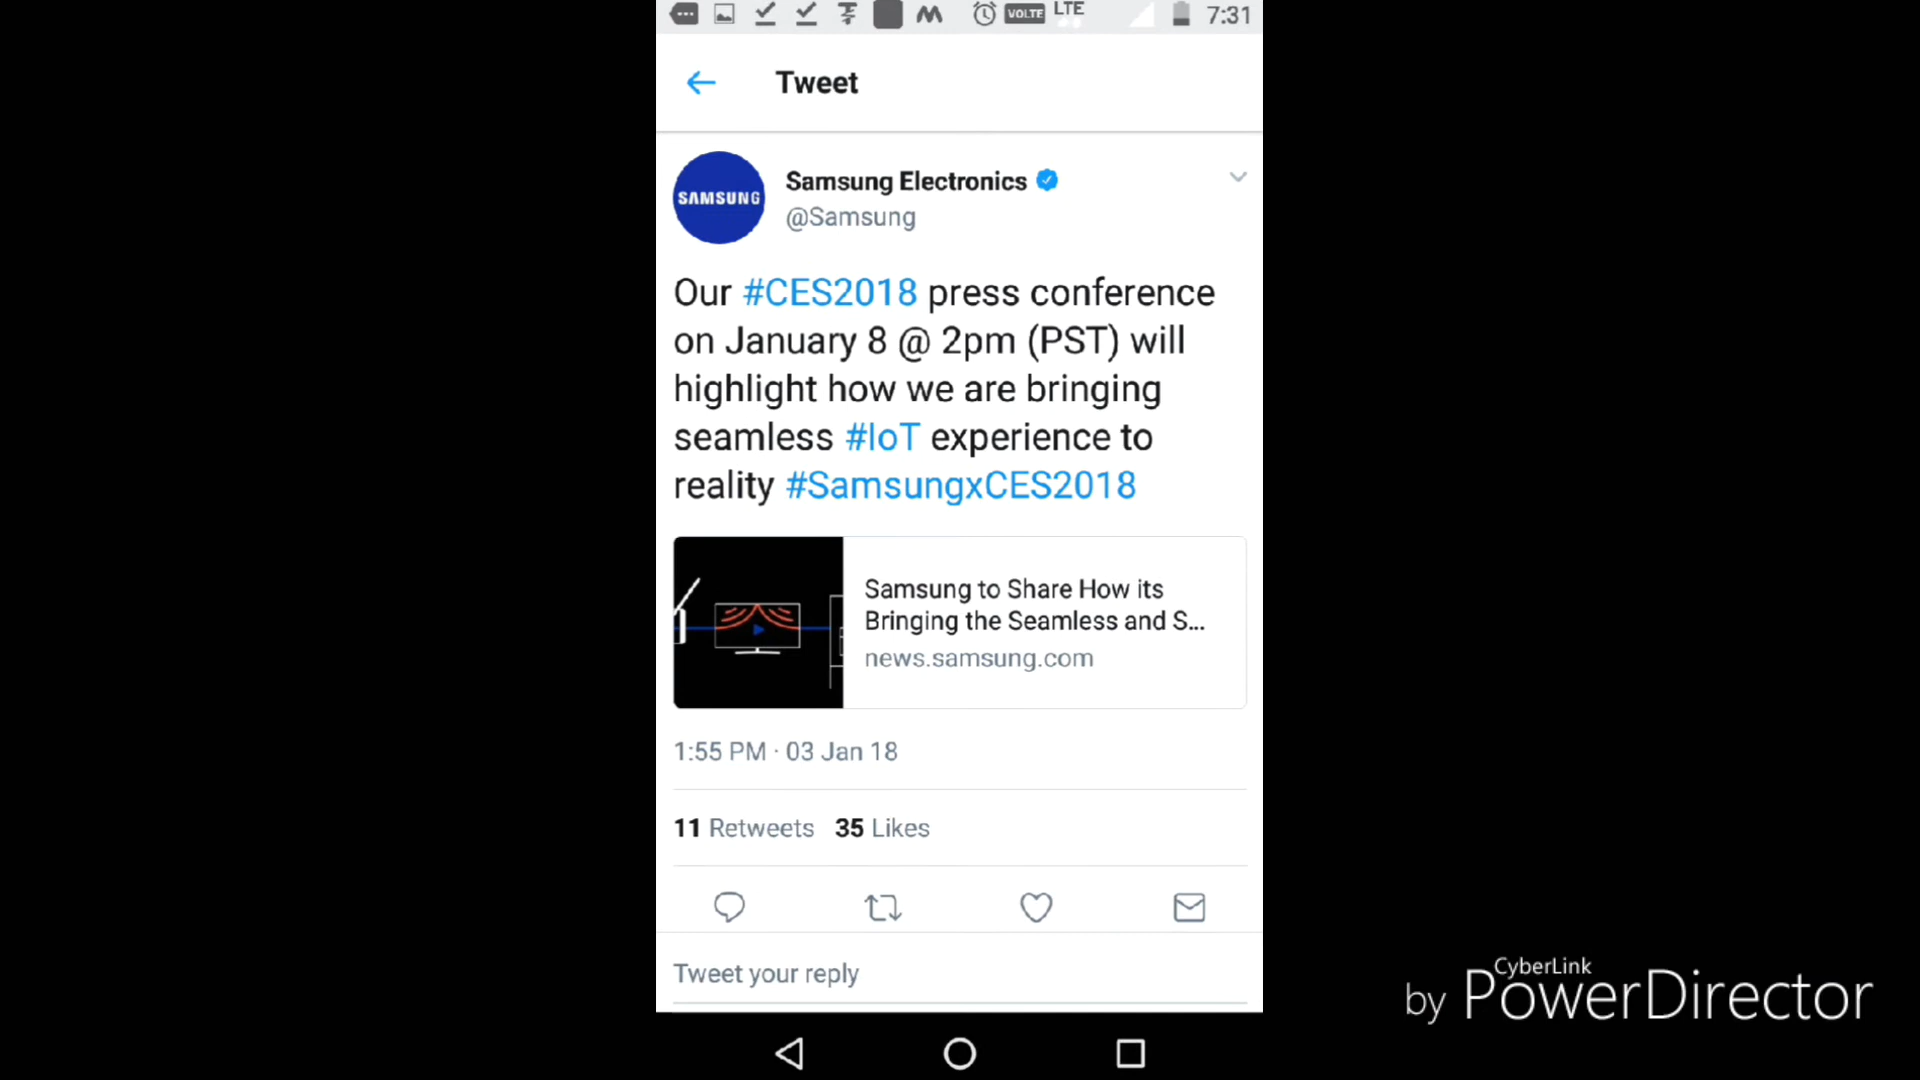 VOLTE LTE 7:31
Tweet
SAMSUNG
Samsung Electronics
@Samsung
Our #CES2018 press conference
on January 8 @ 2pm (PST) will
highlight how we are bringing
seamless #IoT experience to
reality #SamsungxCES2018
Samsung to Share How its
Bringing the Seamless and S...
news.samsung.com
1:55 PM · 03 Jan 18
11 Retweets 35 Likes
Tweet your reply
by CyberLink
PowerDirector